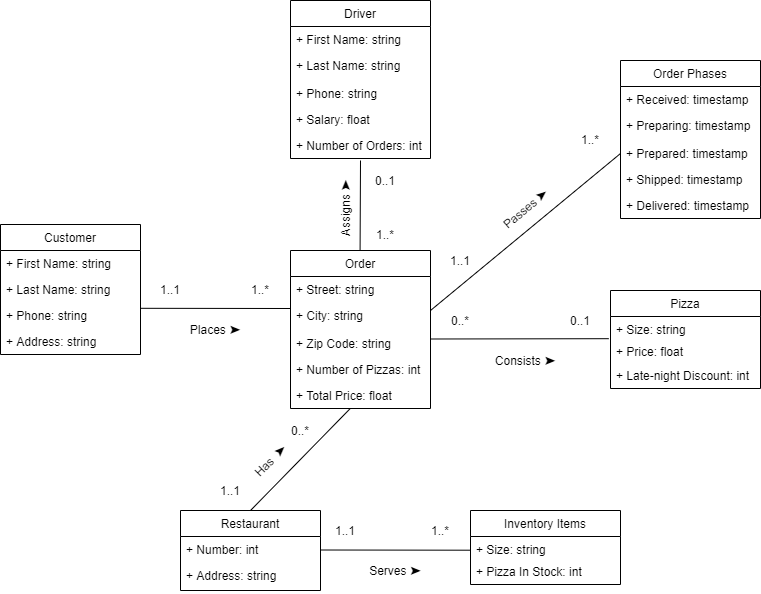 Driver
+ First Name: string
+ Last Name: string
+ Phone: string
+ Salary: float
+ Number of Orders: int
Order Phases
+ Received: timestamp
+ Preparing: timestamp
+ Prepared: timestamp
+ Shipped: timestamp
+ Delivered: timestamp
1..*
Passes
1..1
0..1
Assigns
1..*
Customer
+ First Name: string
+ Last Name: string
+ Phone: string
+ Address: string
1..1
1..*
Places
Order
+ Street: string
+ City: string
+ Zip Code: string
+ Number of Pizzas: int
+ Total Price: float
0..*
0..1
Consists
Pizza
+ Size: string
+ Price: float
+ Late-night Discount: int
0..*
Has
1..1
Restaurant
+ Number: int
+ Address: string
1..1
1..*
Serves
Inventory Items
+ Size: string
+ Pizza In Stock: int